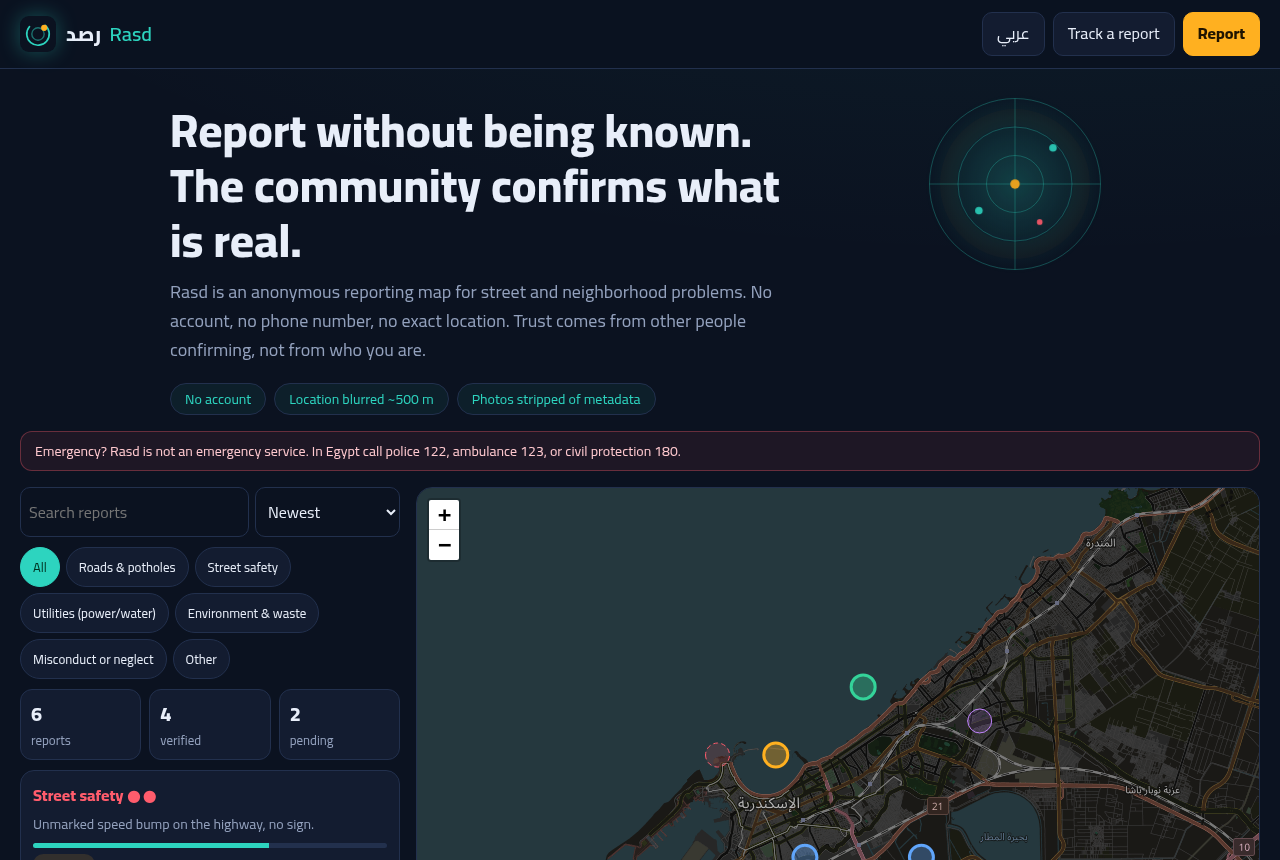 رصد Rasd
عربي
Track a report
Report
Report without being known.
The community confirms what
is real.
Rasd is an anonymous reporting map for street and neighborhood problems. No
account, no phone number, no exact location. Trust comes from other people
confirming, not from who you are.
No account
Location blurred ~500 m
Photos stripped of metadata
Emergency? Rasd is not an emergency service. In Egypt call police 122, ambulance 123, or civil protection 180.
Search reports
Newest
All
Roads & potholes
Street safety
Utilities (power/water)
Environment & waste
Misconduct or neglect
Other
6
reports
4
verified
2
pending
Street safety
Unmarked speed bump on the highway, no sign.
+
−
المندرة
الإسكندرية
21
عزبة نوبار باشا
بحيرة المطار
10